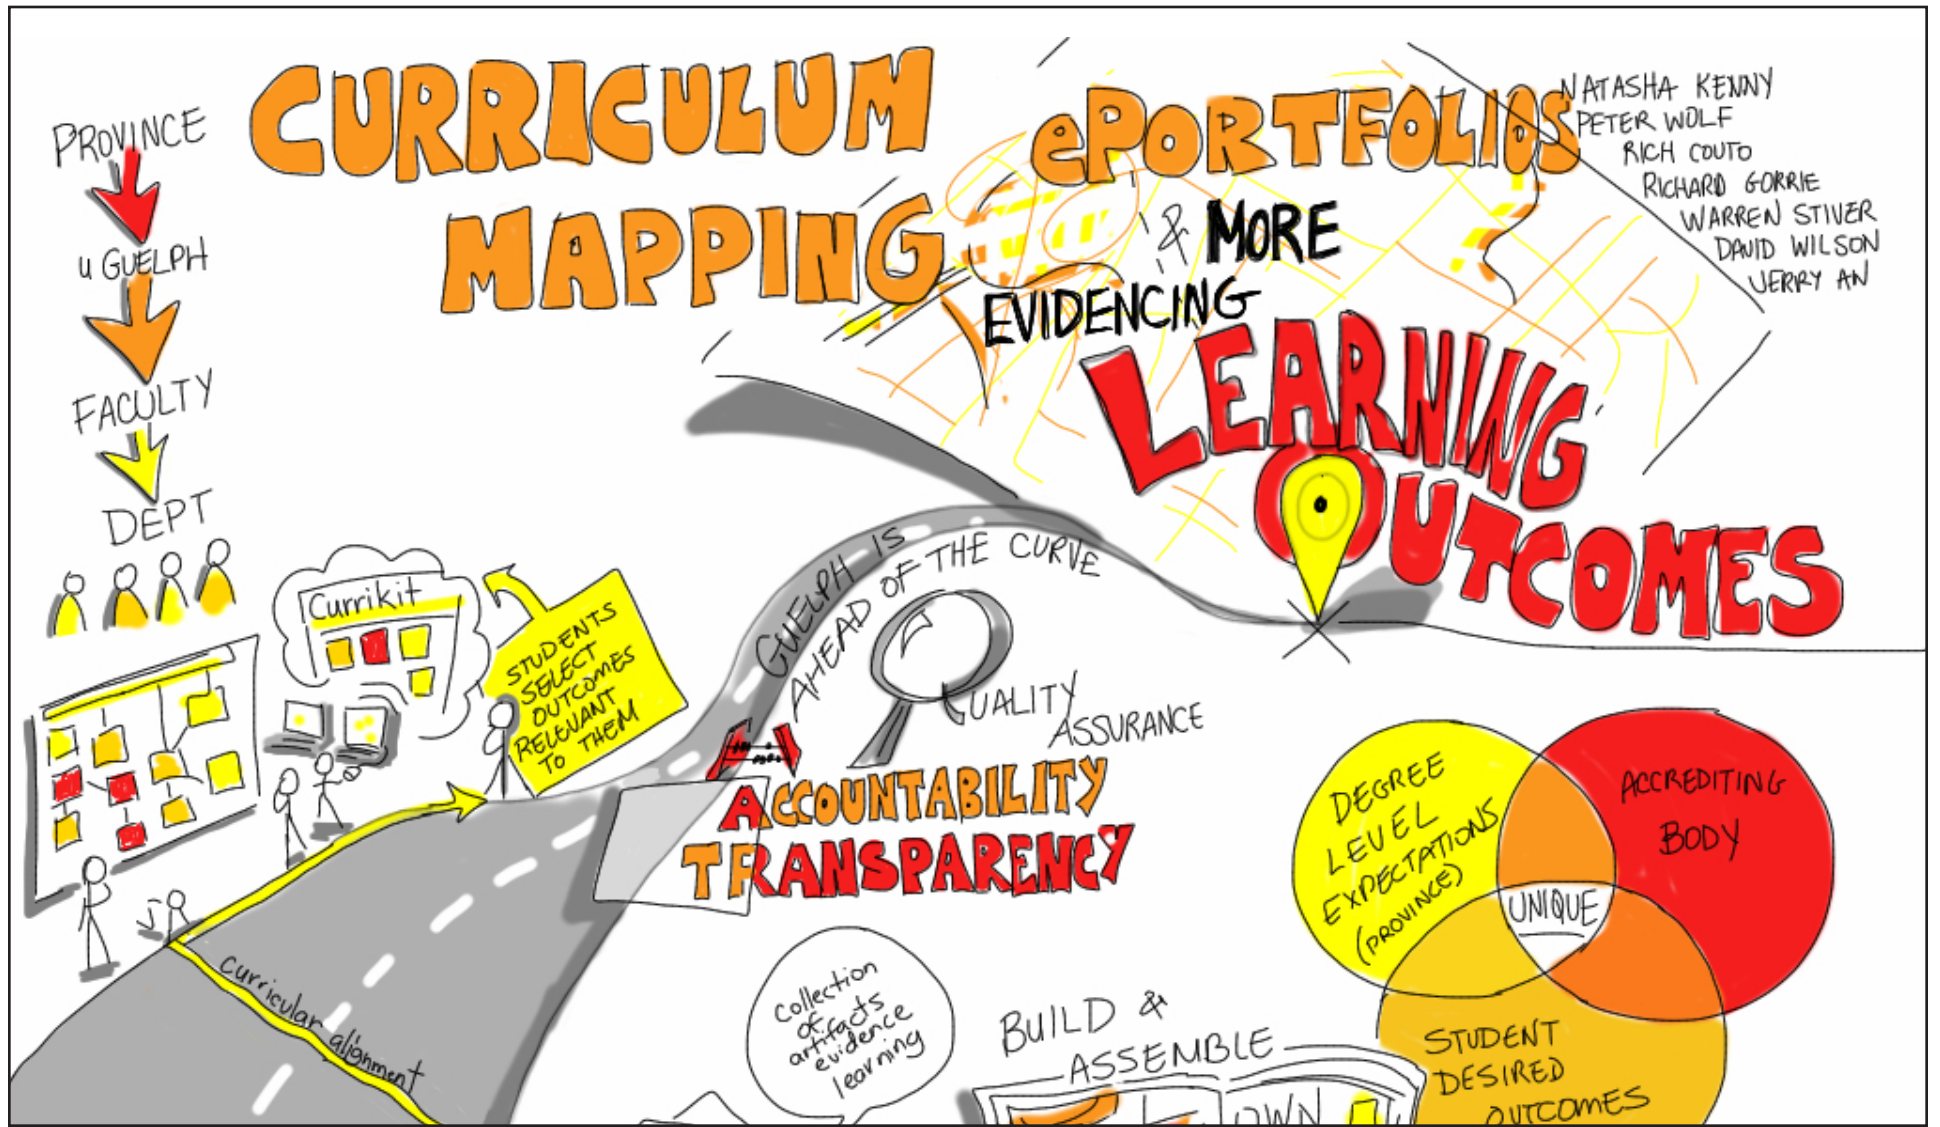 CURRICULUM
MAPPING
ePORTFOLIOS
& MORE
EVIDENCING
LEARNING
OUTCOMES
NATASHA KENNY
PETER WOLF
RICH COUTO
RICHARD GORRIE
WARREN STIVER
DAVID WILSON
JERRY AN
PROVINCE
u GUELPH
FACULTY
DEPT
Currikit
STUDENTS
SELECT
OUTCOMES
RELEVANT
TO THEM
GUELPH IS
AHEAD OF THE CURVE
QUALITY
ASSURANCE
ACCOUNTABILITY
TRANSPARENCY
curricular alignment
collection
of
artifacts
evidence
learning
BUILD &
ASSEMBLE
OWN
DEGREE
LEVEL
EXPECTATIONS
(PROVINCE)
ACCREDITING
BODY
UNIQUE
STUDENT
DESIRED
OUTCOMES